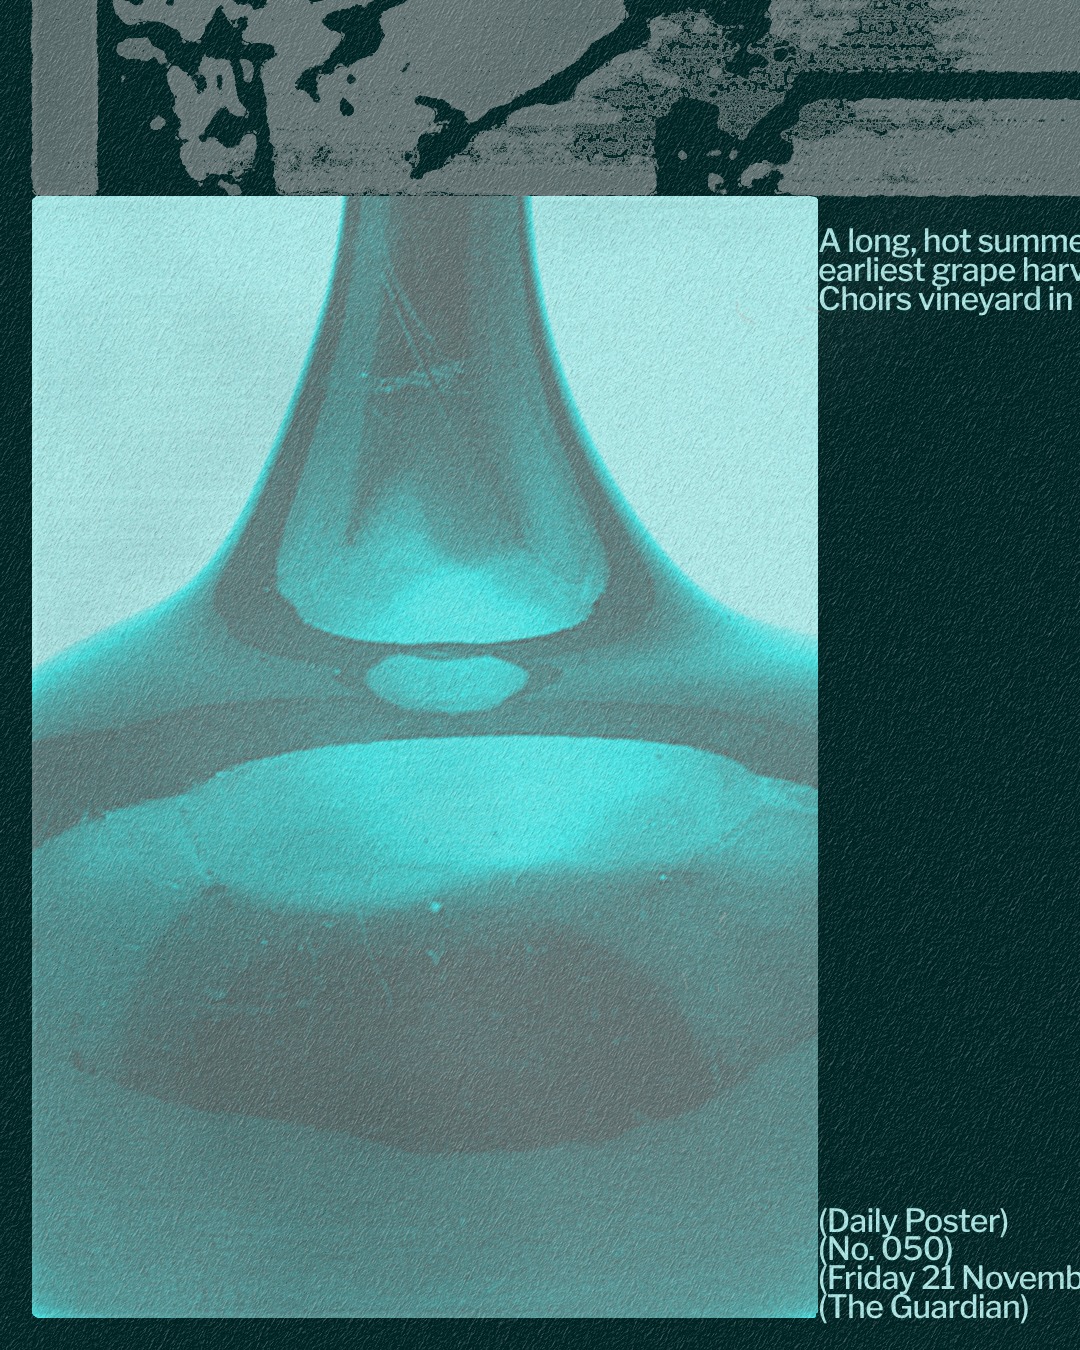 A long, hot summe
earliest grape harv
Choirs vineyard in
(Daily Poster)
(No. 050)
(Friday 21 Novemb
(The Guardian)